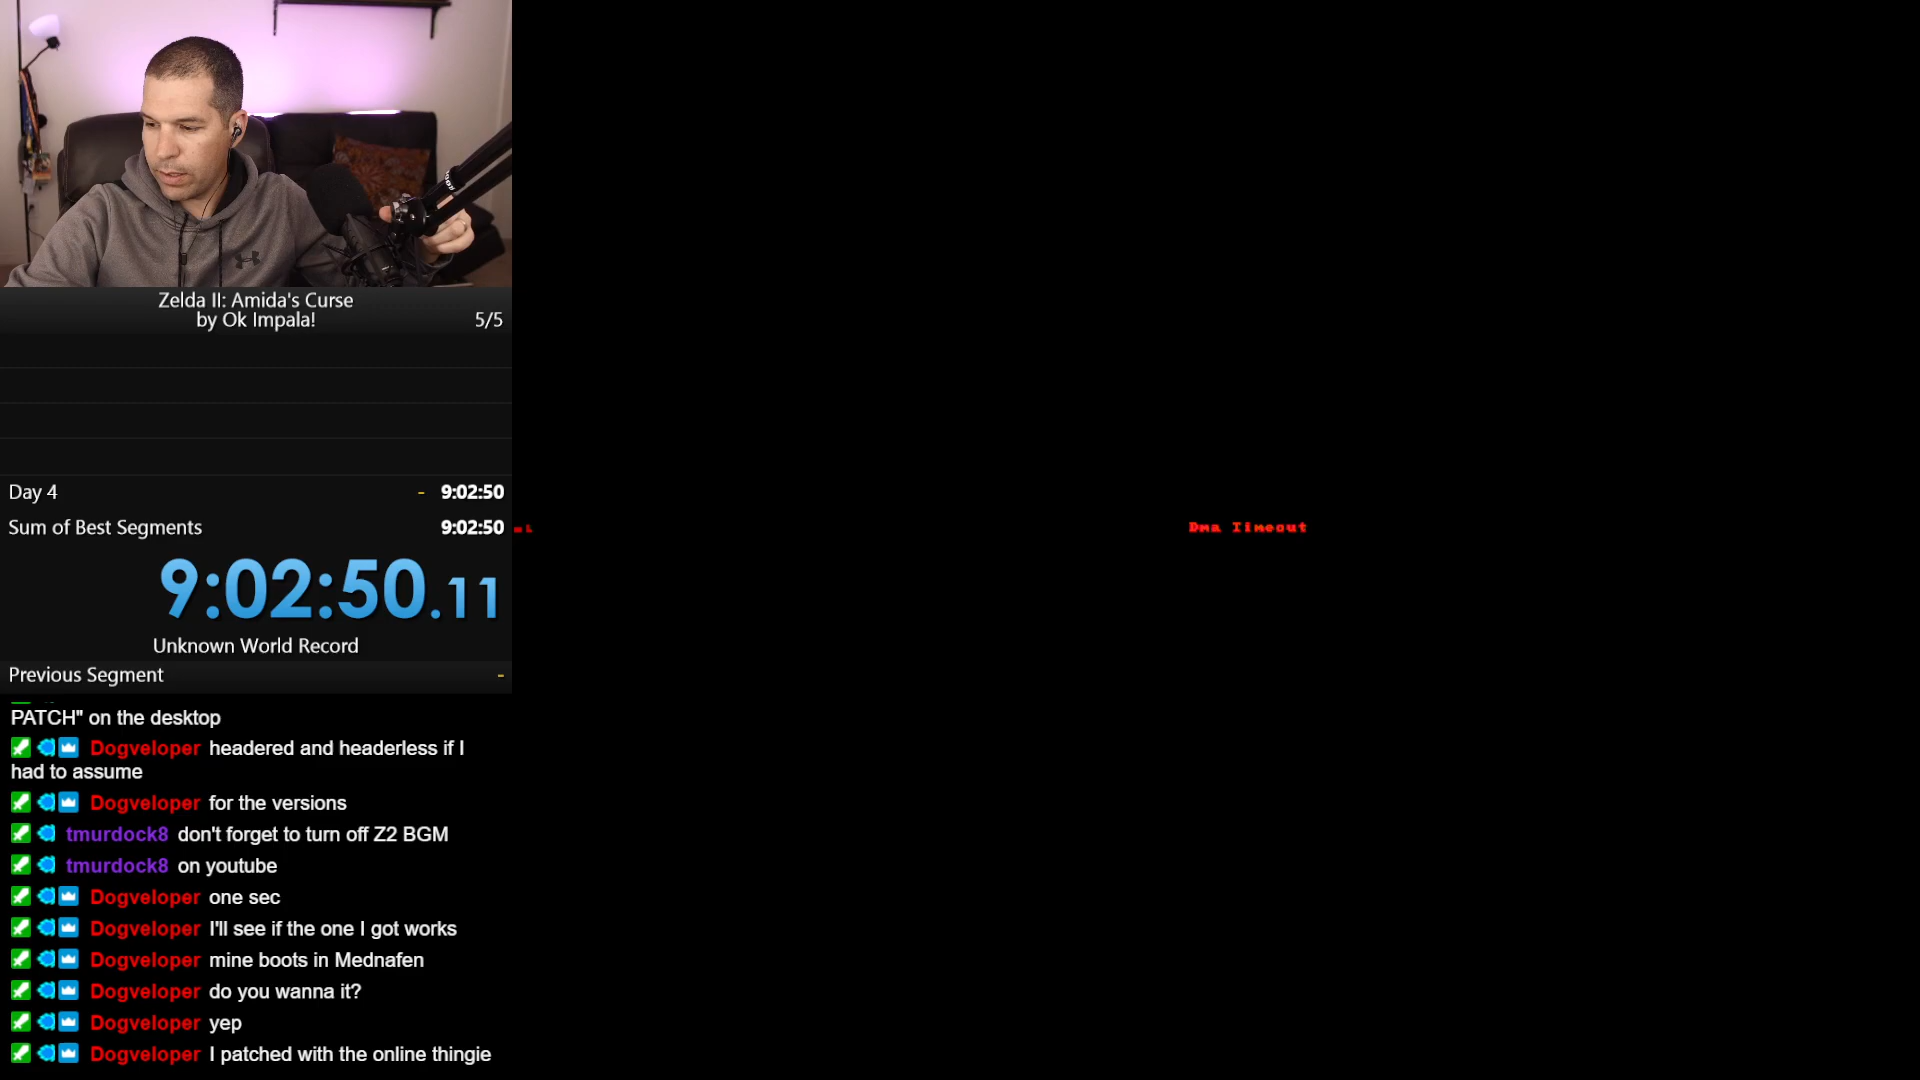 Zelda II: Amida's Curse
by Ok Impala!
5/5
Day 4 - 9:02:50
Sum of Best Segments 9:02:50
Dma Timeout
9:02:50.11
Unknown World Record
Previous Segment -
PATCH" on the desktop
Dogveloper headered and headerless if I
had to assume
Dogveloper for the versions
tmurdock8 don't forget to turn off Z2 BGM
tmurdock8 on youtube
Dogveloper one sec
Dogveloper I'll see if the one I got works
Dogveloper mine boots in Mednafen
Dogveloper do you wanna it?
Dogveloper yep
Dogveloper I patched with the online thingie